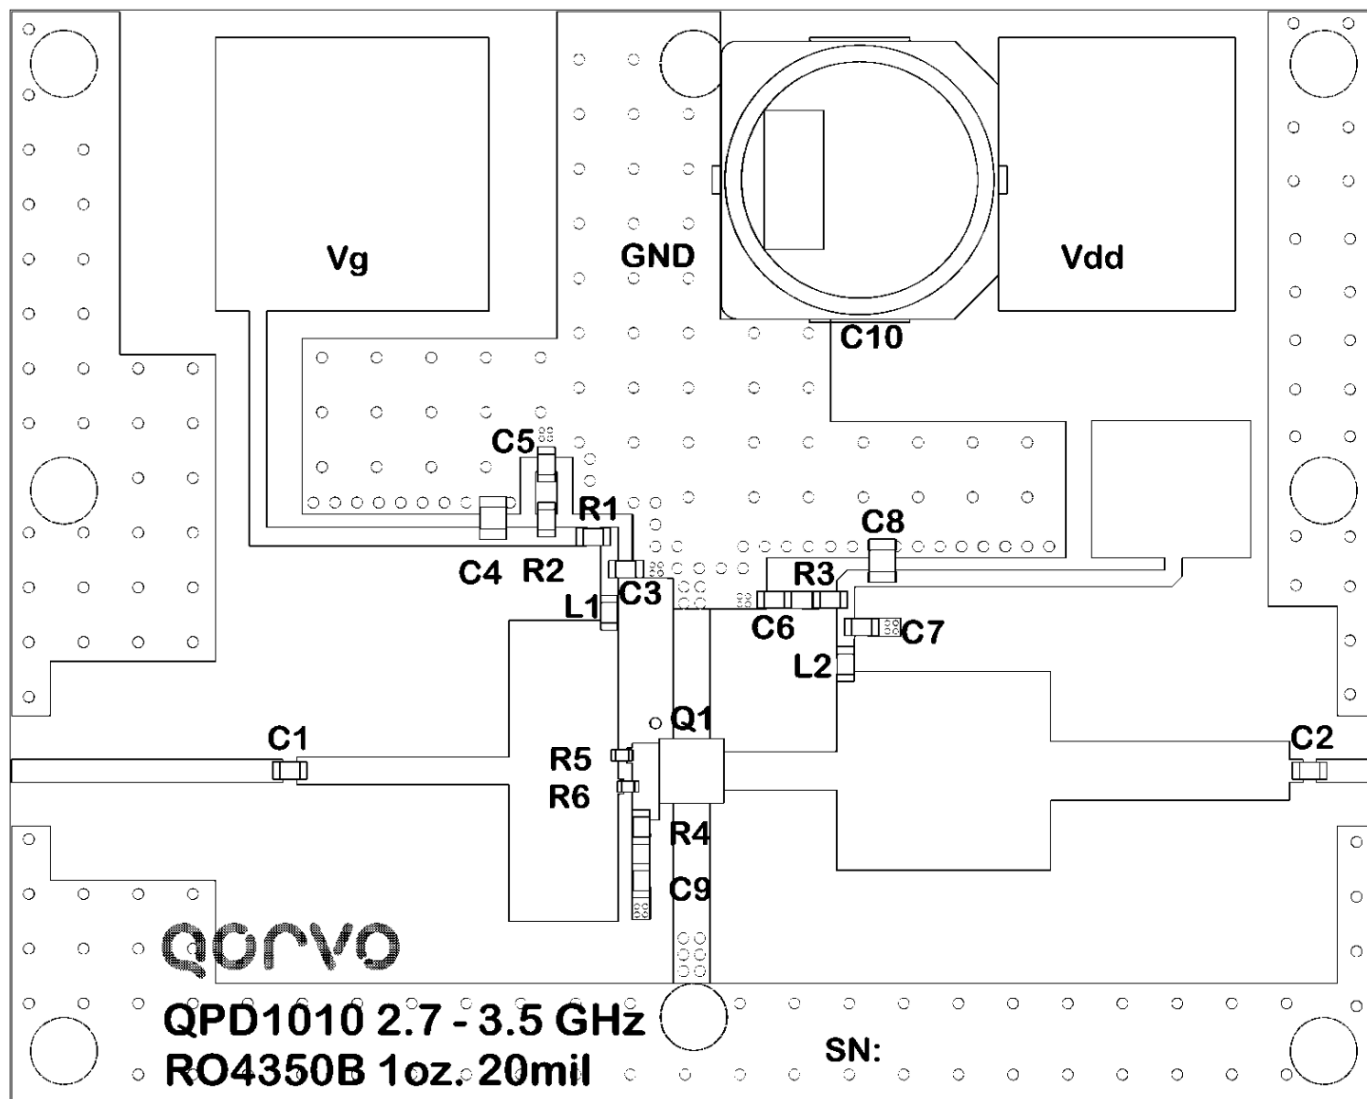 Vg
GND
Vdd
C10
C5
R1
C8
C4
R2
C3
R3
L1
C6
C7
L2
Q1
C1
R5
C2
R6
R4
C9
QORVO
QPD1010 2.7 - 3.5 GHz
SN:
RO4350B 1oz. 20mil